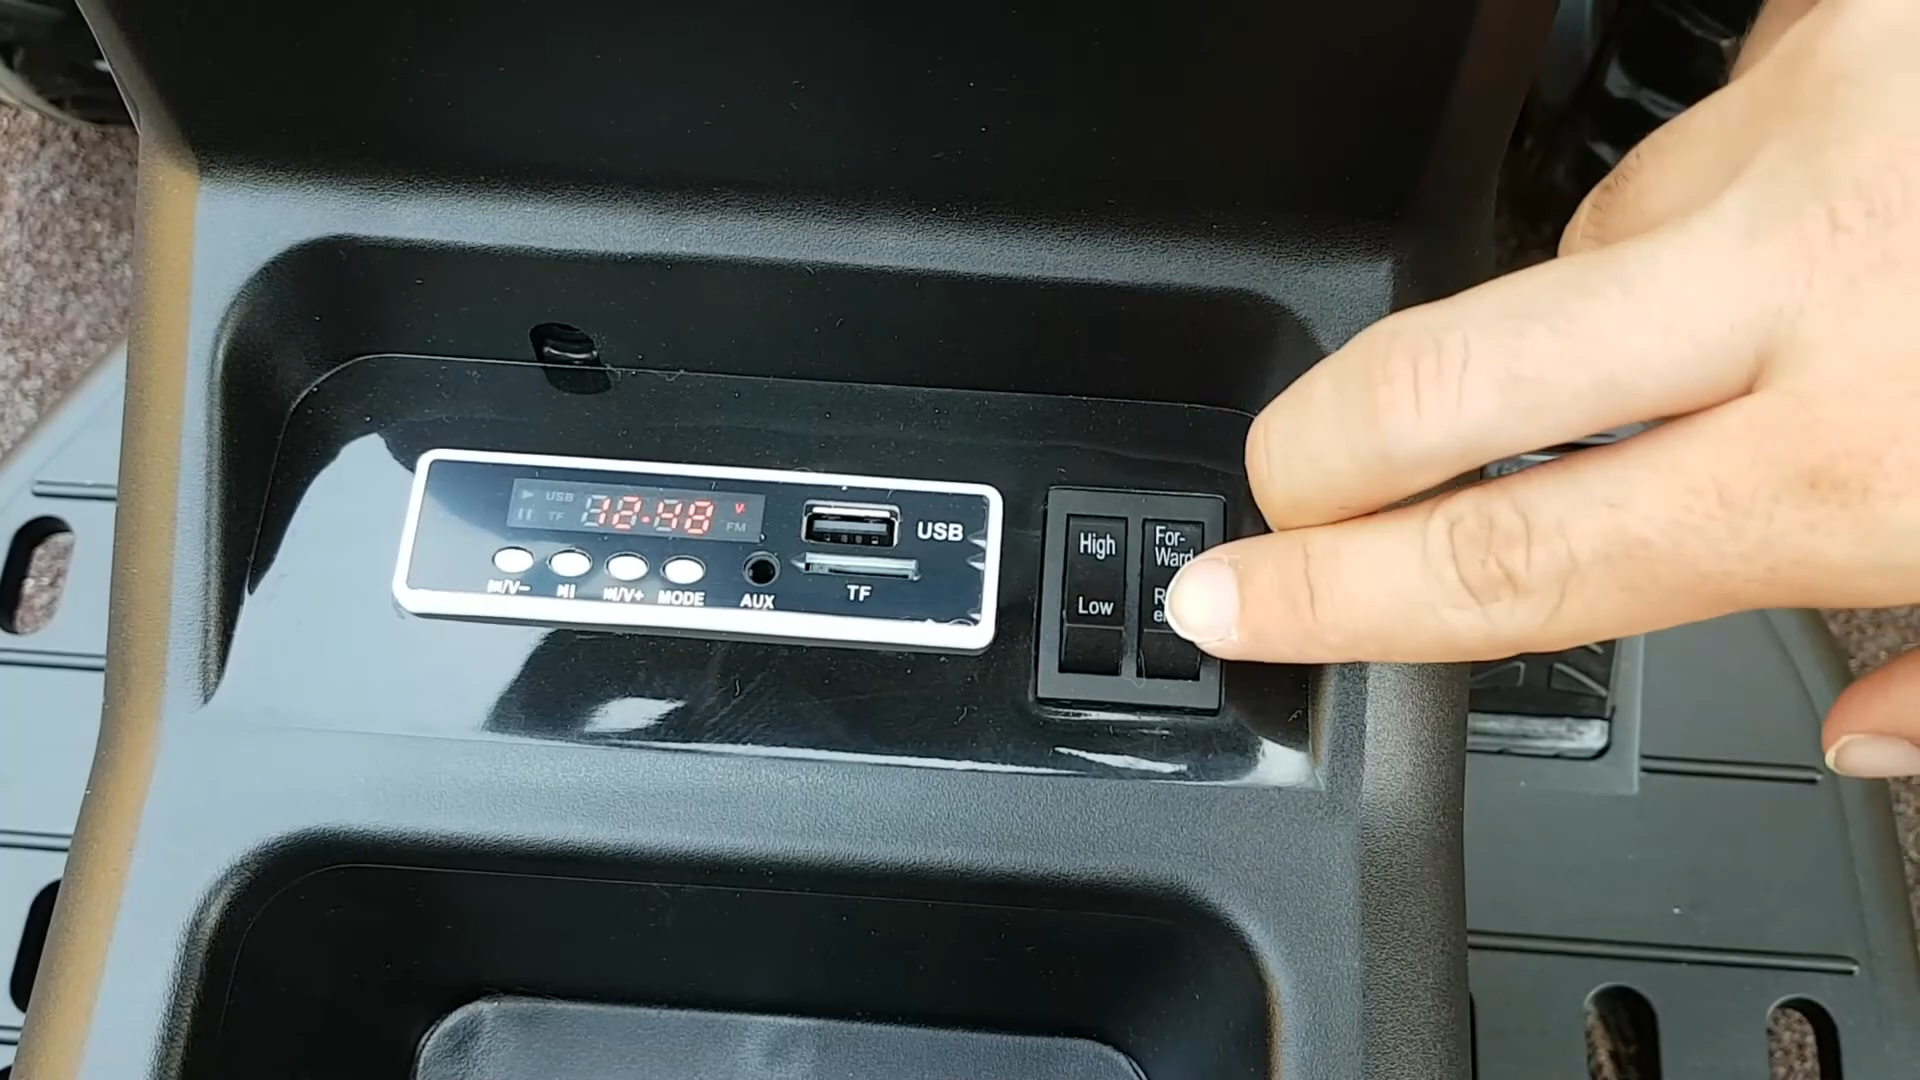 USB
TF
12.48
V
FM
USB
⏮/V-
⏯
⏭/V+
MODE
AUX
TF
High
Low
For-
Ward